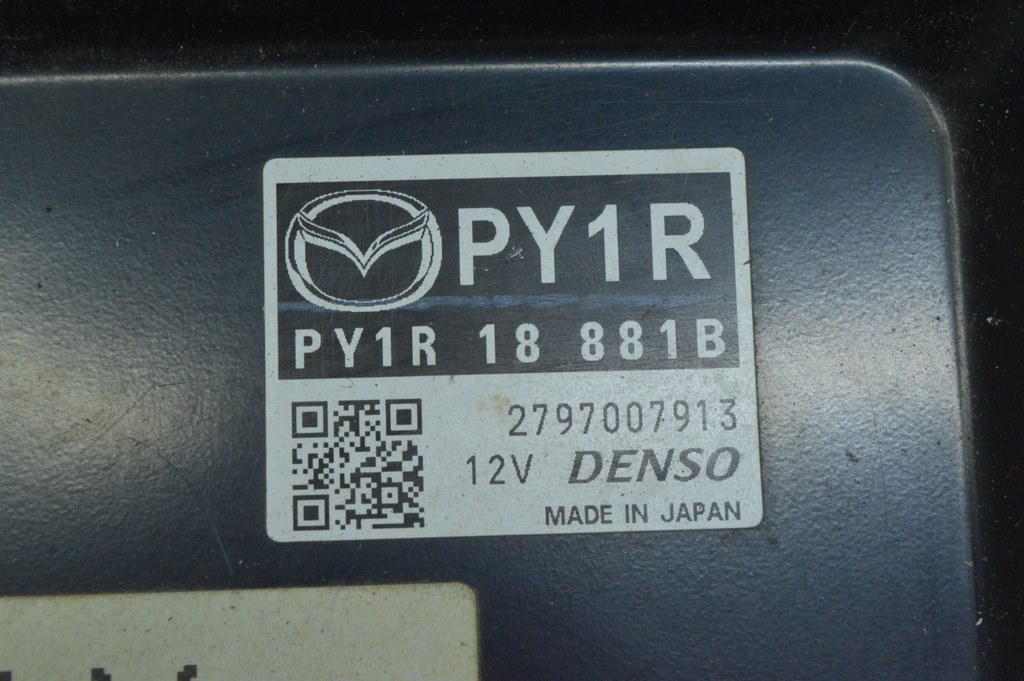 PY1R
PY1R 18 881B
2797007913
12V DENSO
MADE IN JAPAN